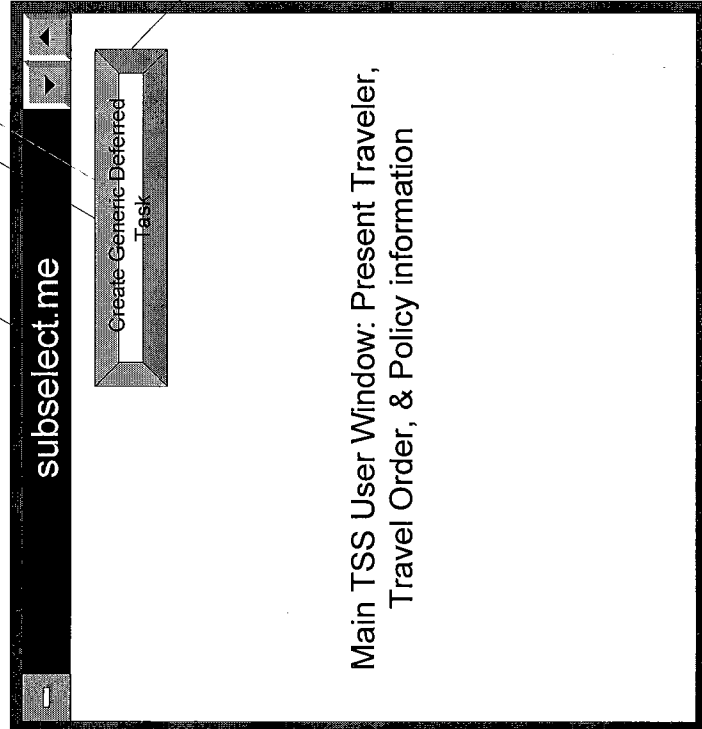 subselect.me
Create Generic Deferred
Task
Main TSS User Window: Present Traveler,
Travel Order, & Policy information